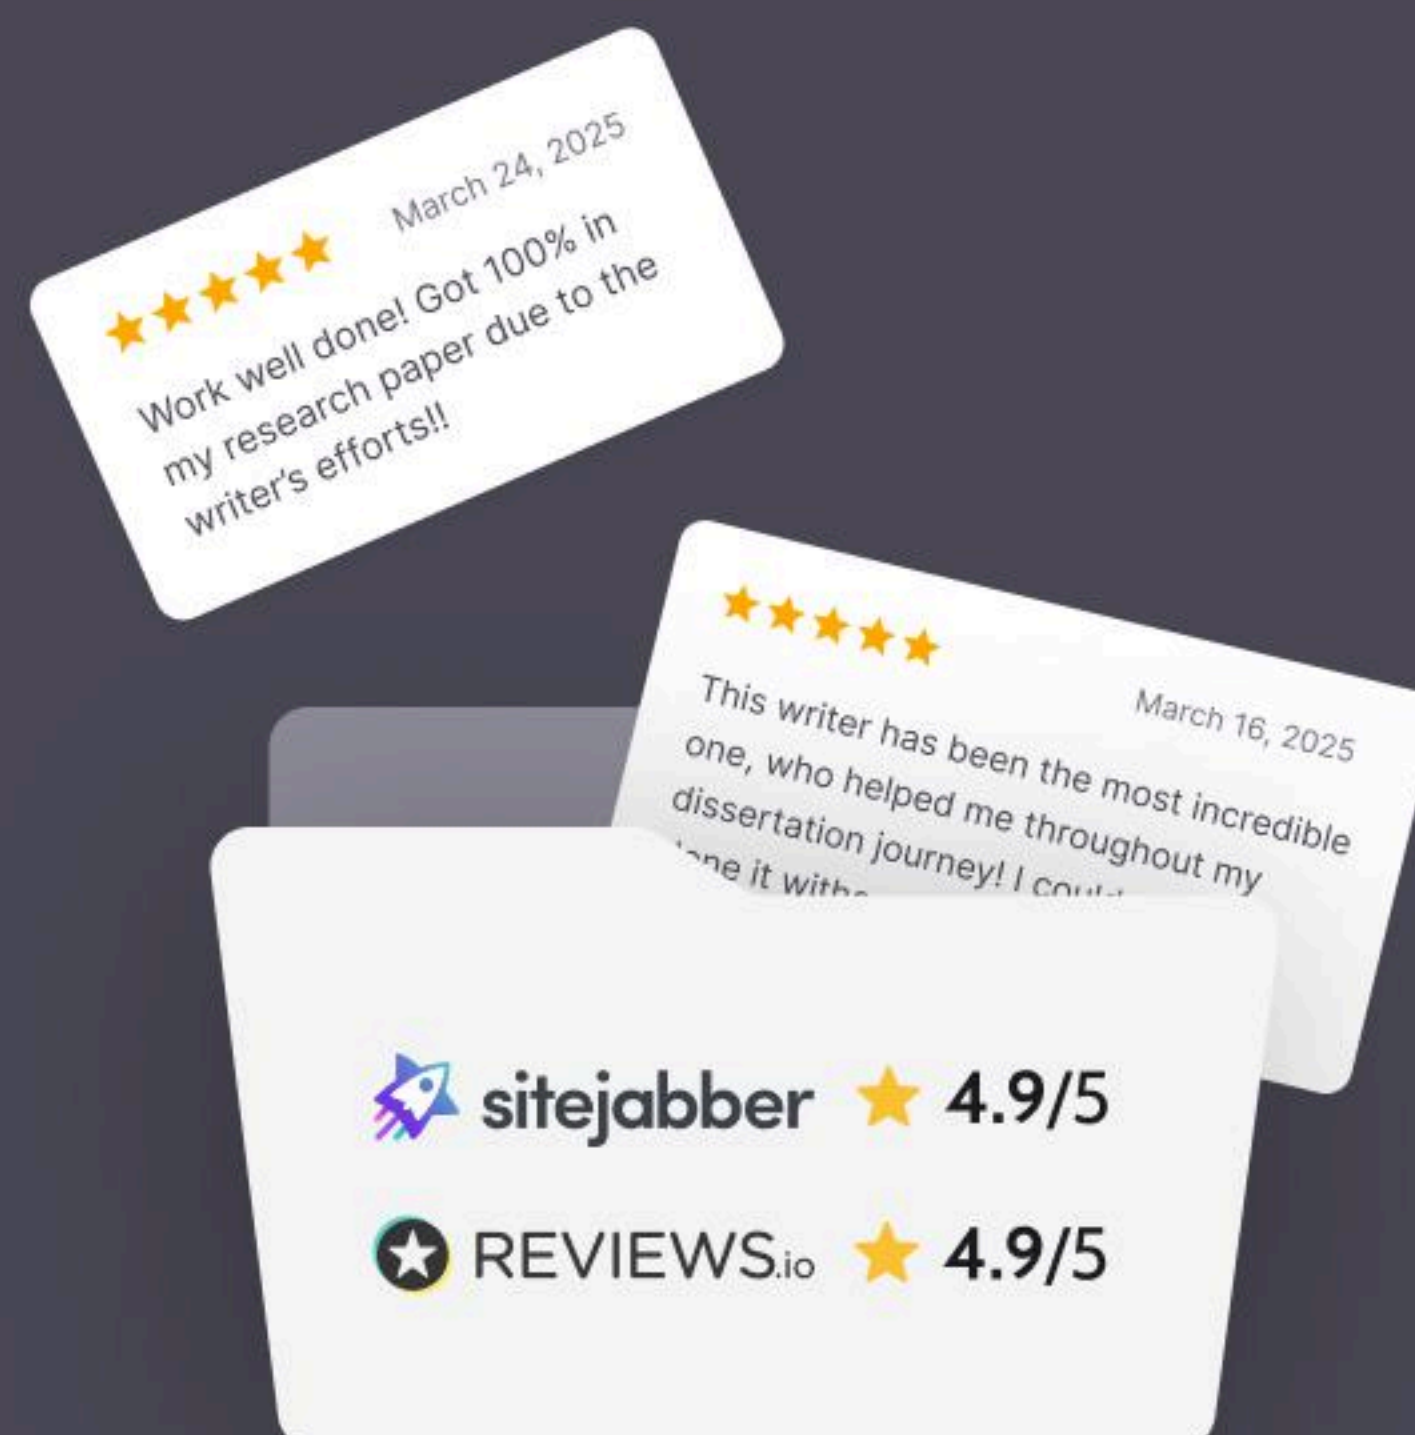 March 24, 2025
Work well done! Got 100% in
my research paper due to the
writer's efforts!!
March 16, 2025
This writer has been the most incredible
one, who helped me throughout my
dissertation journey! I
it
sitejabber 4.9/5
REVIEWS.io 4.9/5